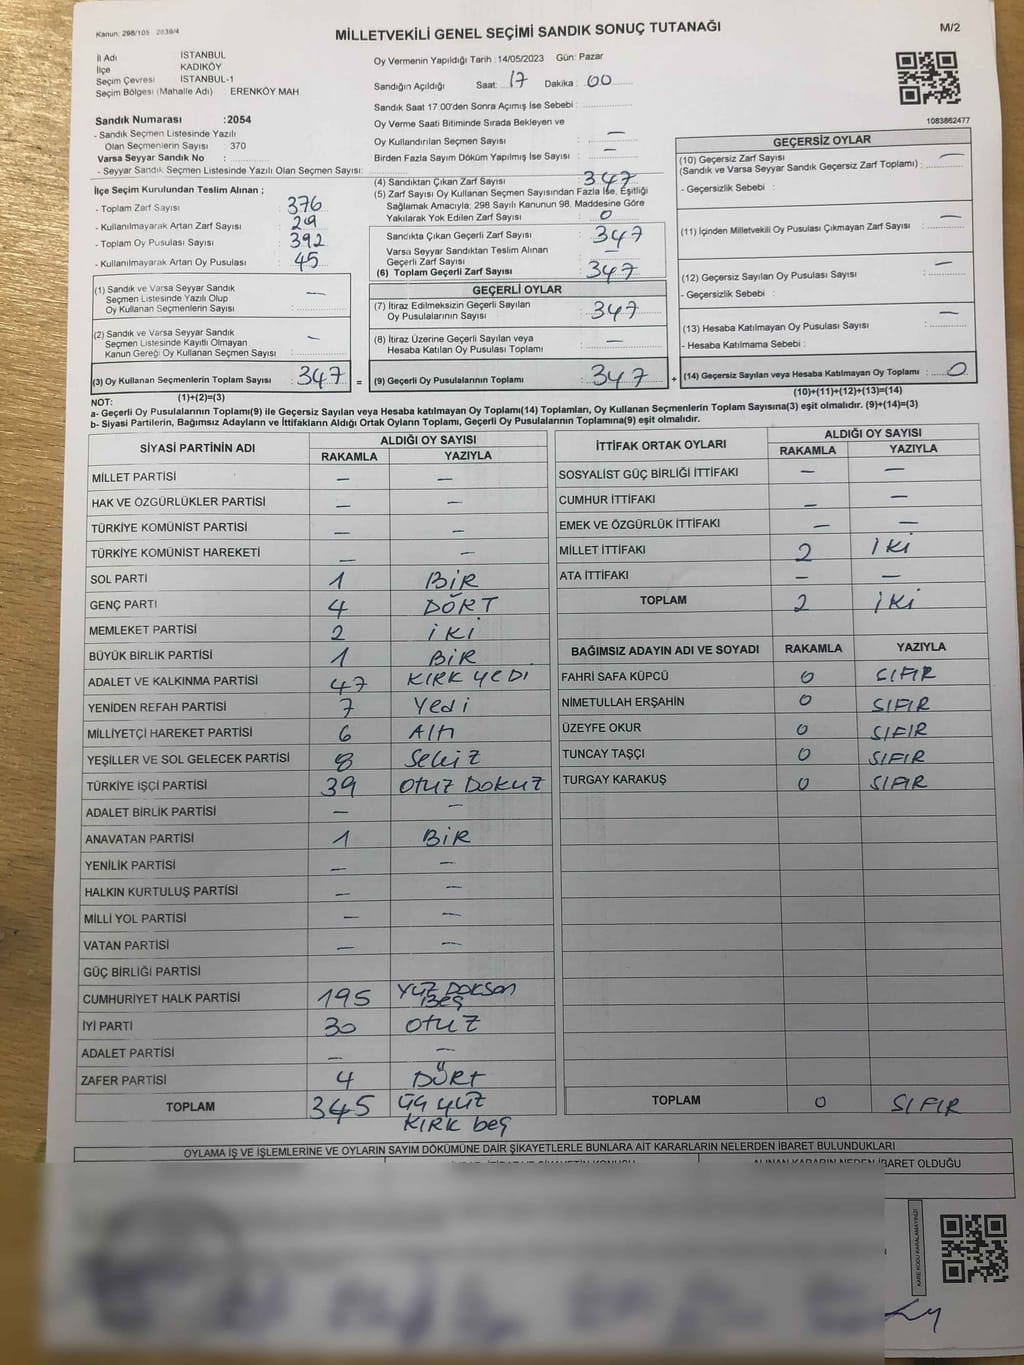 Kanun. 298/105 2839/4
MİLLETVEKİLİ GENEL SEÇİMİ SANDIK SONUÇ TUTANAĞI
M/2
İl Adı : İSTANBUL
İlçe : KADIKÖY
Seçim Çevresi : İSTANBUL-1
Seçim Bölgesi (Mahalle Adı) : ERENKÖY MAH.
Oy Vermenin Yapıldığı Tarih : 14/05/2023 Gün: Pazar
Sandığın Açıldığı Saat: 17 Dakika : 00
Sandık Saat 17.00'den Sonra Açımış İse Sebebi :
Oy Verme Saati Bitiminde Sırada Bekleyen ve
Oy Kullandırılan Seçmen Sayısı : —
Birden Fazla Sayım Döküm Yapılmış İse Sayısı : —
1083862477
Sandık Numarası :2054
- Sandık Seçmen Listesinde Yazılı
Olan Seçmenlerin Sayısı : 370
Varsa Seyyar Sandık No :
- Seyyar Sandık Seçmen Listesinde Yazılı Olan Seçmen Sayısı:
İlçe Seçim Kurulundan Teslim Alınan ;
- Toplam Zarf Sayısı : 376
- Kullanılmayarak Artan Zarf Sayısı : 29
- Toplam Oy Pusulası Sayısı : 392
- Kullanılmayarak Artan Oy Pusulası : 45
(1) Sandık ve Varsa Seyyar Sandık
Seçmen Listesinde Yazılı Olup
Oy Kullanan Seçmenlerin Sayısı : —
(2) Sandık ve Varsa Seyyar Sandık
Seçmen Listesinde Kayıtlı Olmayan
Kanun Gereği Oy Kullanan Seçmen Sayısı : —
(3) Oy Kullanan Seçmenlerin Toplam Sayısı : 347
(1)+(2)=(3)
(4) Sandıktan Çıkan Zarf Sayısı : 347
(5) Zarf Sayısı Oy Kullanan Seçmen Sayısından Fazla İse, Eşitliği
Sağlamak Amacıyla; 298 Sayılı Kanunun 98. Maddesine Göre
Yakılarak Yok Edilen Zarf Sayısı : 0
Sandıkta Çıkan Geçerli Zarf Sayısı : 347
Varsa Seyyar Sandıktan Teslim Alınan
Geçerli Zarf Sayısı : —
(6) Toplam Geçerli Zarf Sayısı : 347
GEÇERLİ OYLAR
(7) İtiraz Edilmeksizin Geçerli Sayılan
Oy Pusulalarının Sayısı : 347
(8) İtiraz Üzerine Geçerli Sayılan veya
Hesaba Katılan Oy Pusulası Toplamı : —
= (9) Geçerli Oy Pusulalarının Toplamı : 347
GEÇERSİZ OYLAR
(10) Geçersiz Zarf Sayısı
(Sandık ve Varsa Seyyar Sandık Geçersiz Zarf Toplamı) : —
- Geçersizlik Sebebi :
(11) İçinden Milletvekili Oy Pusulası Çıkmayan Zarf Sayısı : —
(12) Geçersiz Sayılan Oy Pusulası Sayısı : —
- Geçersizlik Sebebi :
(13) Hesaba Katılmayan Oy Pusulası Sayısı : —
- Hesaba Katılmama Sebebi :
+ (14) Geçersiz Sayılan veya Hesaba Katılmayan Oy Toplamı : 0
(10)+(11)+(12)+(13)=(14)
NOT:
a- Geçerli Oy Pusulalarının Toplamı(9) ile Geçersiz Sayılan veya Hesaba katılmayan Oy Toplamı(14) Toplamları, Oy Kullanan Seçmenlerin Toplam Sayısına(3) eşit olmalıdır. (9)+(14)=(3)
b- Siyasi Partilerin, Bağımsız Adayların ve İttifakların Aldığı Ortak Oyların Toplamı, Geçerli Oy Pusulalarının Toplamına(9) eşit olmalıdır.
SİYASİ PARTİNİN ADI ALDIĞI OY SAYISI
RAKAMLA YAZIYLA
MİLLET PARTİSİ — —
HAK VE ÖZGÜRLÜKLER PARTİSİ — —
TÜRKİYE KOMÜNİST PARTİSİ — —
TÜRKİYE KOMÜNİST HAREKETİ — —
SOL PARTİ 1 BİR
GENÇ PARTİ 4 DÖRT
MEMLEKET PARTİSİ 2 İKİ
BÜYÜK BİRLİK PARTİSİ 1 BİR
ADALET VE KALKINMA PARTİSİ 47 KIRK YEDİ
YENİDEN REFAH PARTİSİ 7 Yedi
MİLLİYETÇİ HAREKET PARTİSİ 6 Altı
YEŞİLLER VE SOL GELECEK PARTİSİ 8 Sekiz
TÜRKİYE İŞÇİ PARTİSİ 39 Otuz Dokuz
ADALET BİRLİK PARTİSİ — —
ANAVATAN PARTİSİ 1 BİR
YENİLİK PARTİSİ — —
HALKIN KURTULUŞ PARTİSİ — —
MİLLİ YOL PARTİSİ — —
VATAN PARTİSİ — —
GÜÇ BİRLİĞİ PARTİSİ
CUMHURİYET HALK PARTİSİ 195 Yüz Doksan
Beş
İYİ PARTİ 30 Otuz
ADALET PARTİSİ — —
ZAFER PARTİSİ 4 DÖRT
TOPLAM 345 Üç yüz
KIRK beş
İTTİFAK ORTAK OYLARI ALDIĞI OY SAYISI
RAKAMLA YAZIYLA
SOSYALİST GÜÇ BİRLİĞİ İTTİFAKI — —
CUMHUR İTTİFAKI — —
EMEK VE ÖZGÜRLÜK İTTİFAKI — —
MİLLET İTTİFAKI 2 İKİ
ATA İTTİFAKI — —
TOPLAM 2 İKİ
BAĞIMSIZ ADAYIN ADI VE SOYADI RAKAMLA YAZIYLA
FAHRİ SAFA KÜPCÜ 0 SIFIR
NİMETULLAH ERŞAHİN 0 SIFIR
ÜZEYFE OKUR 0 SIFIR
TUNCAY TAŞÇI 0 SIFIR
TURGAY KARAKUŞ 0 SIFIR
TOPLAM 0 SIFIR
OYLAMA İŞ VE İŞLEMLERİNE VE OYLARIN SAYIM DÖKÜMÜNE DAİR ŞİKAYETLERLE BUNLARA AİT KARARLARIN NELERDEN İBARET BULUNDUKLARI
ALINAN KARARIN NEDEN İBARET OLDUĞU
KARE KODU KARALAMAYINIZ!